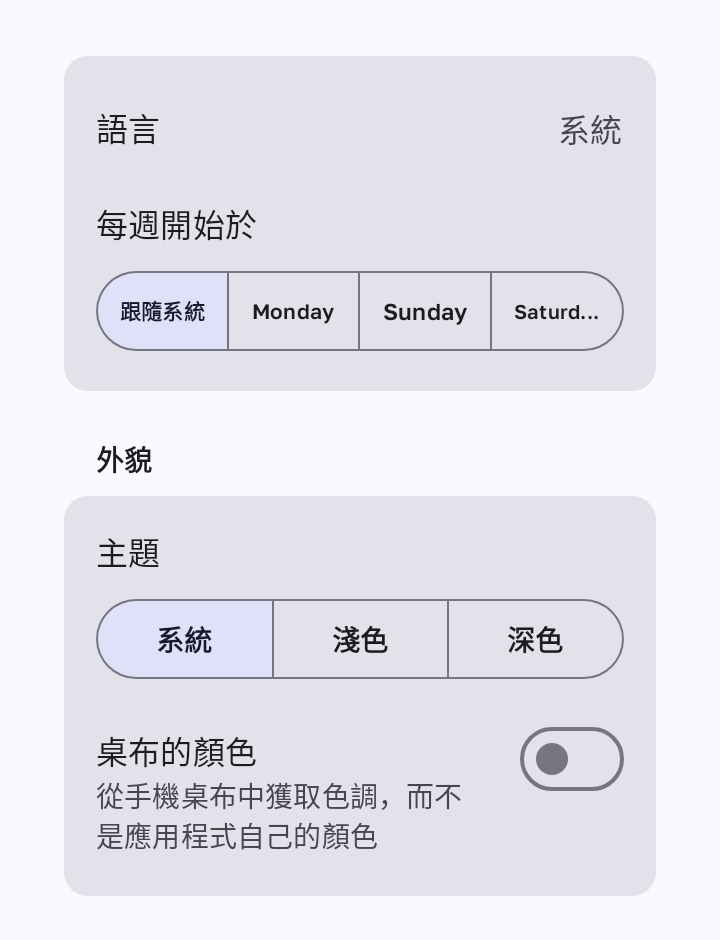 語言
系統
每週開始於
跟隨系統
Monday
Sunday
Saturd...
外貌
主題
系統
淺色
深色
桌布的顏色
從手機桌布中獲取色調，而不
是應用程式自己的顏色